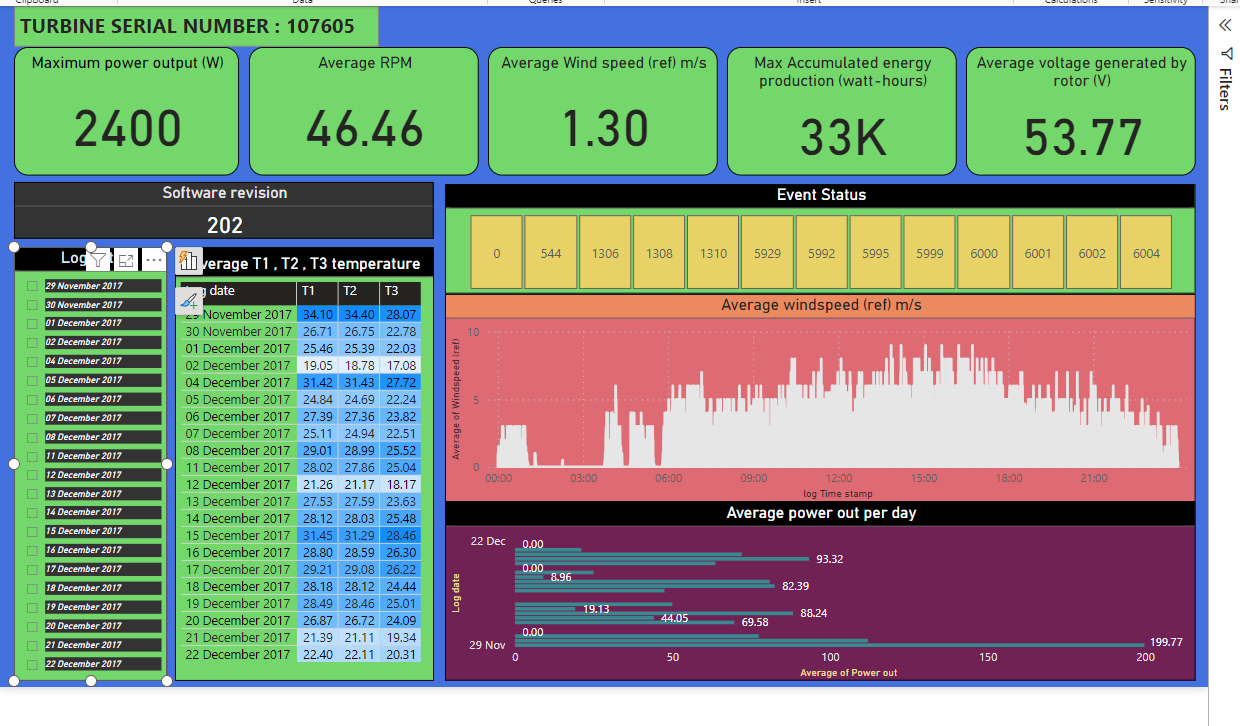 Clipboard
Data
Queries
Insert
Calculations
Sensitivity
TURBINE SERIAL NUMBER : 107605
Maximum power output (W)
2400
Average RPM
46.46
Average Wind speed (ref) m/s
1.30
Max Accumulated energy
production (watt-hours)
33K
Average voltage generated by
rotor (V)
53.77
Filters
Software revision
202
Event Status
0 544 1306 1308 1310 5929 5992 5995 5999 6000 6001 6002 6004
Log
29 November 2017
30 November 2017
01 December 2017
02 December 2017
04 December 2017
05 December 2017
06 December 2017
07 December 2017
08 December 2017
11 December 2017
12 December 2017
13 December 2017
14 December 2017
15 December 2017
16 December 2017
17 December 2017
18 December 2017
19 December 2017
20 December 2017
21 December 2017
22 December 2017
verage T1 , T2 , T3 temperature
g date T1 T2 T3
29 November 2017 34.10 34.40 28.07
30 November 2017 26.71 26.75 22.78
01 December 2017 25.46 25.39 22.03
02 December 2017 19.05 18.78 17.08
04 December 2017 31.42 31.43 27.72
05 December 2017 24.84 24.69 22.24
06 December 2017 27.39 27.36 23.82
07 December 2017 25.11 24.94 22.51
08 December 2017 29.01 28.99 25.52
11 December 2017 28.02 27.86 25.04
12 December 2017 21.26 21.17 18.17
13 December 2017 27.53 27.59 23.63
14 December 2017 28.12 28.03 25.48
15 December 2017 31.45 31.29 28.46
16 December 2017 28.80 28.59 26.30
17 December 2017 29.21 29.08 26.22
18 December 2017 28.18 28.12 24.44
19 December 2017 28.49 28.46 25.01
20 December 2017 26.87 26.72 24.09
21 December 2017 21.39 21.11 19.34
22 December 2017 22.40 22.11 20.31
Average windspeed (ref) m/s
Average of Windspeed (ref)
10
5
0
00:00 03:00 06:00 09:00 12:00 15:00 18:00 21:00
log Time stamp
Average power out per day
Log date
22 Dec
29 Nov
0.00
93.32
0.00
8.96
82.39
19.13
88.24
44.05
69.58
0.00
199.77
0 50 100 150 200
Average of Power out